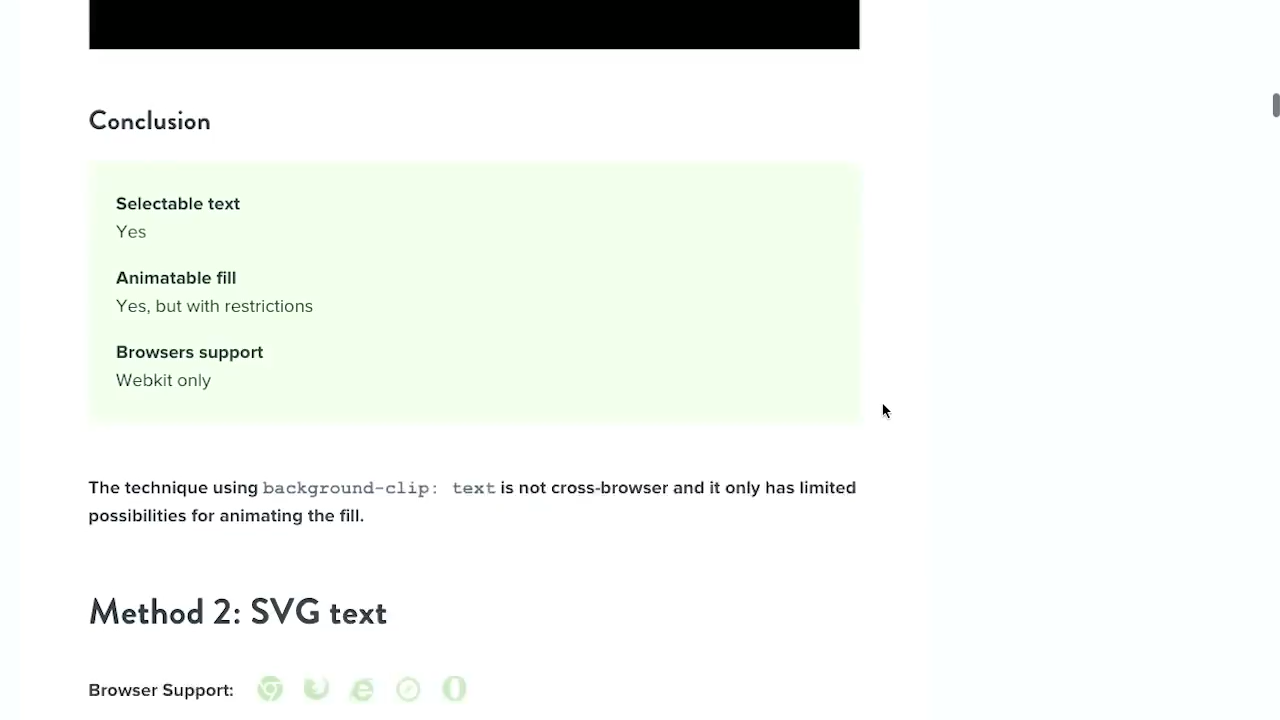 Conclusion
Selectable text
Yes
Animatable fill
Yes, but with restrictions
Browsers support
Webkit only
The technique using background-clip: text is not cross-browser and it only has limited
possibilities for animating the fill.
Method 2: SVG text
Browser Support: